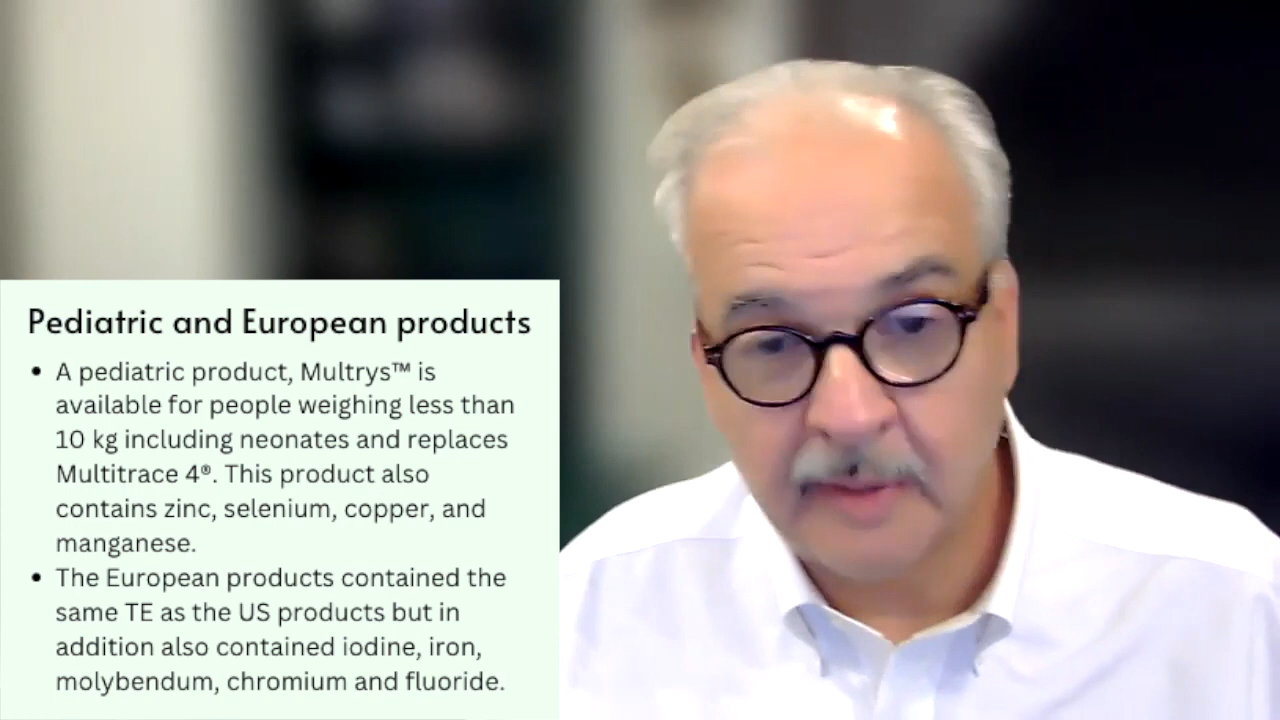 Pediatric and European products
• A pediatric product, Multrys™ is
available for people weighing less than
10 kg including neonates and replaces
Multitrace 4®. This product also
contains zinc, selenium, copper, and
manganese.
• The European products contained the
same TE as the US products but in
addition also contained iodine, iron,
molybendum, chromium and fluoride.